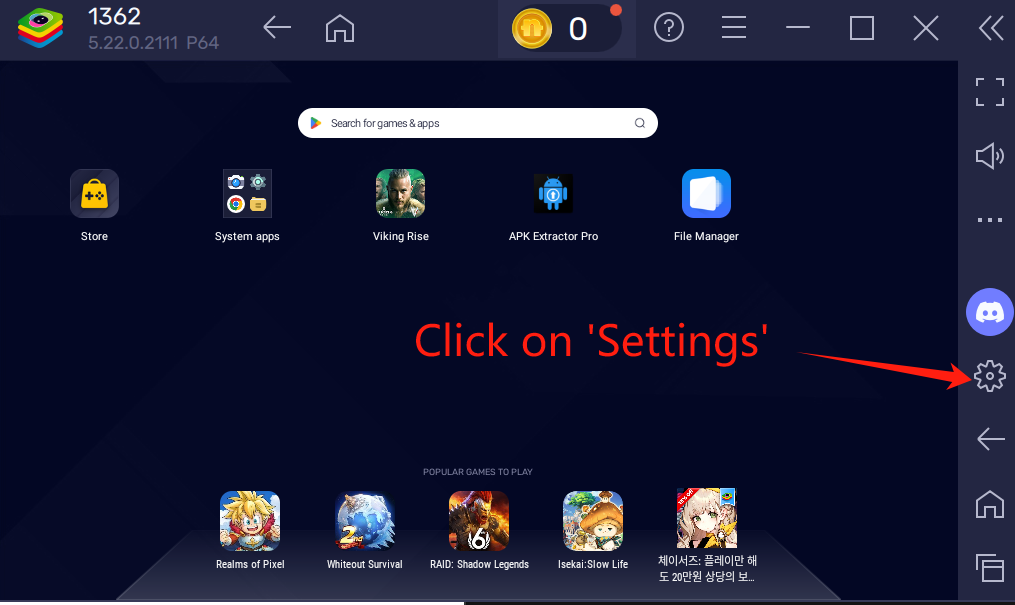 1362
5.22.0.2111 P64
0
Search for games & apps
Store
System apps
Viking Rise
APK Extractor Pro
File Manager
Click on 'Settings'
POPULAR GAMES TO PLAY
2nd
6
Realms of Pixel
Whiteout Survival
RAID: Shadow Legends
Isekai:Slow Life
체이서즈: 플레이만 해
도 20만원 상당의 보...